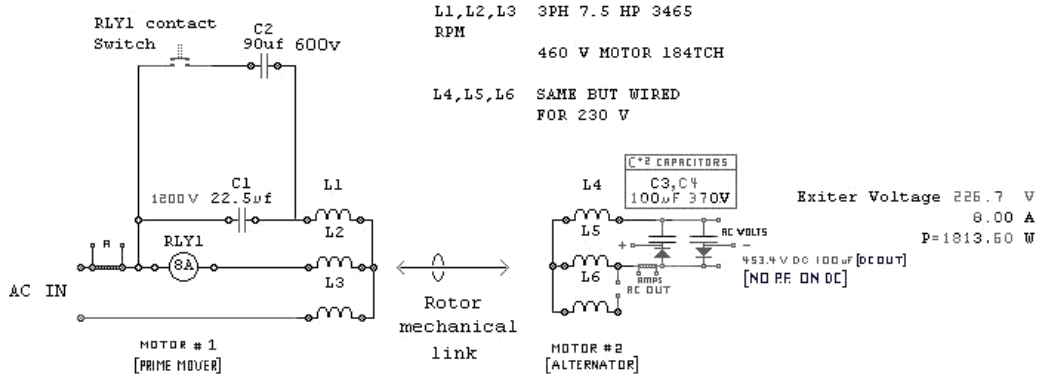 L1,L2,L3 3PH 7.5 HP 3465
RPM
460 V MOTOR 184TCH
L4,L5,L6 SAME BUT WIRED
FOR 230 V
RLY1 contact
Switch
C2
90uf 600v
C1
1200V 22.5uf
L1
L2
L3
A
RLY1
8A
AC IN
MOTOR # 1
[PRIME MOVER]
Rotor
mechanical
link
C*2 CAPACITORS
C3,C4
100uF 370V
L4
L5
L6
+
-
AC VOLTS
AMPS
AC OUT
453.4 V DC 100uF [DC OUT]
[NO P.F. ON DC]
MOTOR #2
[ALTERNATOR]
Exiter Voltage 226.7 V
8.00 A
P=1813.60 W